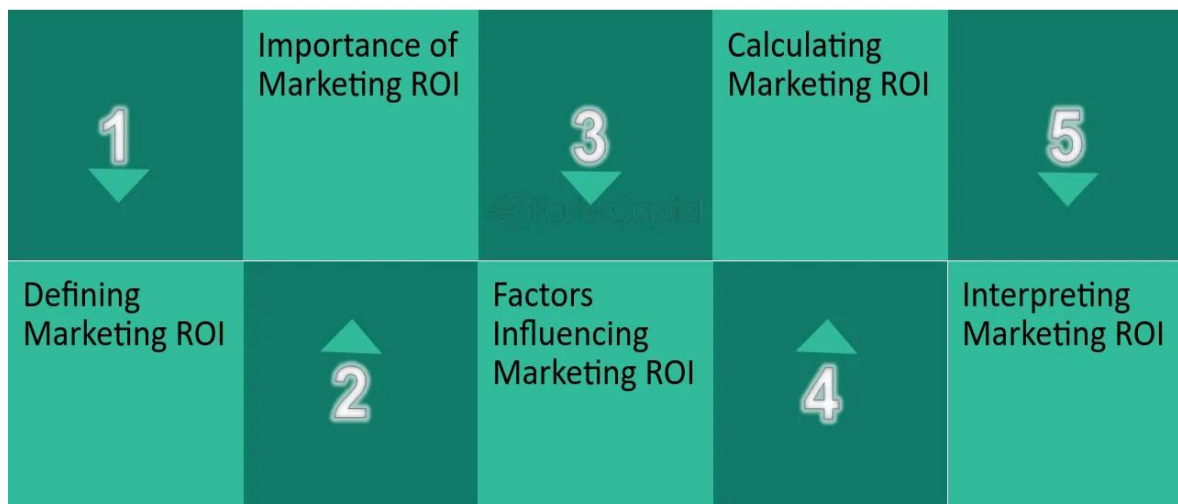 1
Importance of
Marketing ROI
3
Calculating
Marketing ROI
5
FasterCapital
Defining
Marketing ROI
2
Factors
Influencing
Marketing ROI
4
Interpreting
Marketing ROI